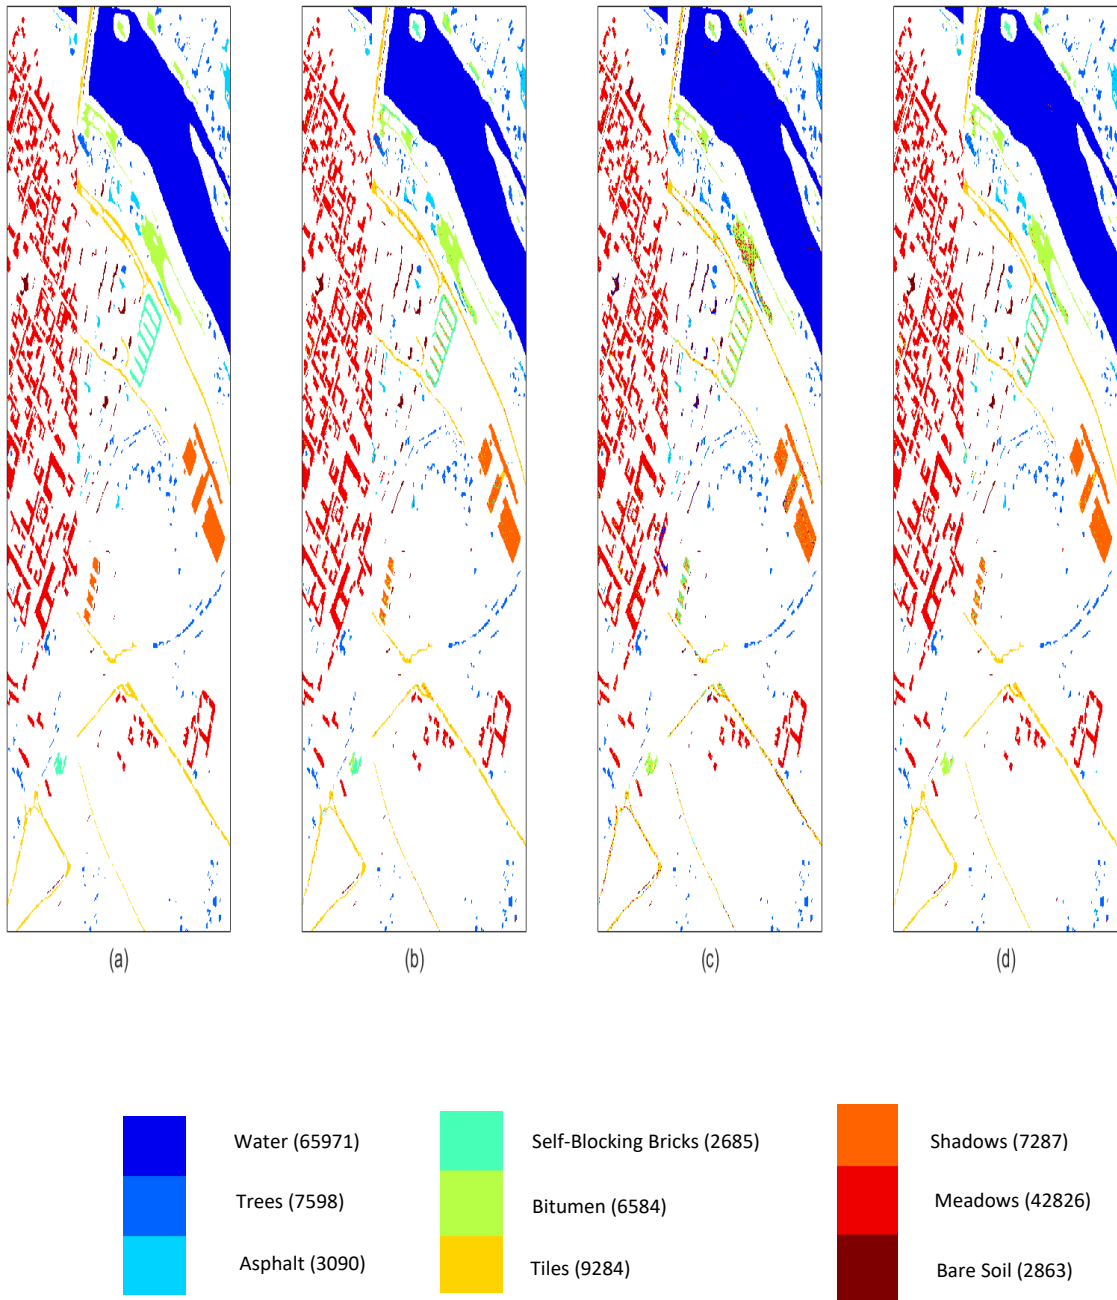 (a) (b) (c) (d)
Water (65971) Self-Blocking Bricks (2685) Shadows (7287)
Trees (7598) Bitumen (6584) Meadows (42826)
Asphalt (3090) Tiles (9284) Bare Soil (2863)